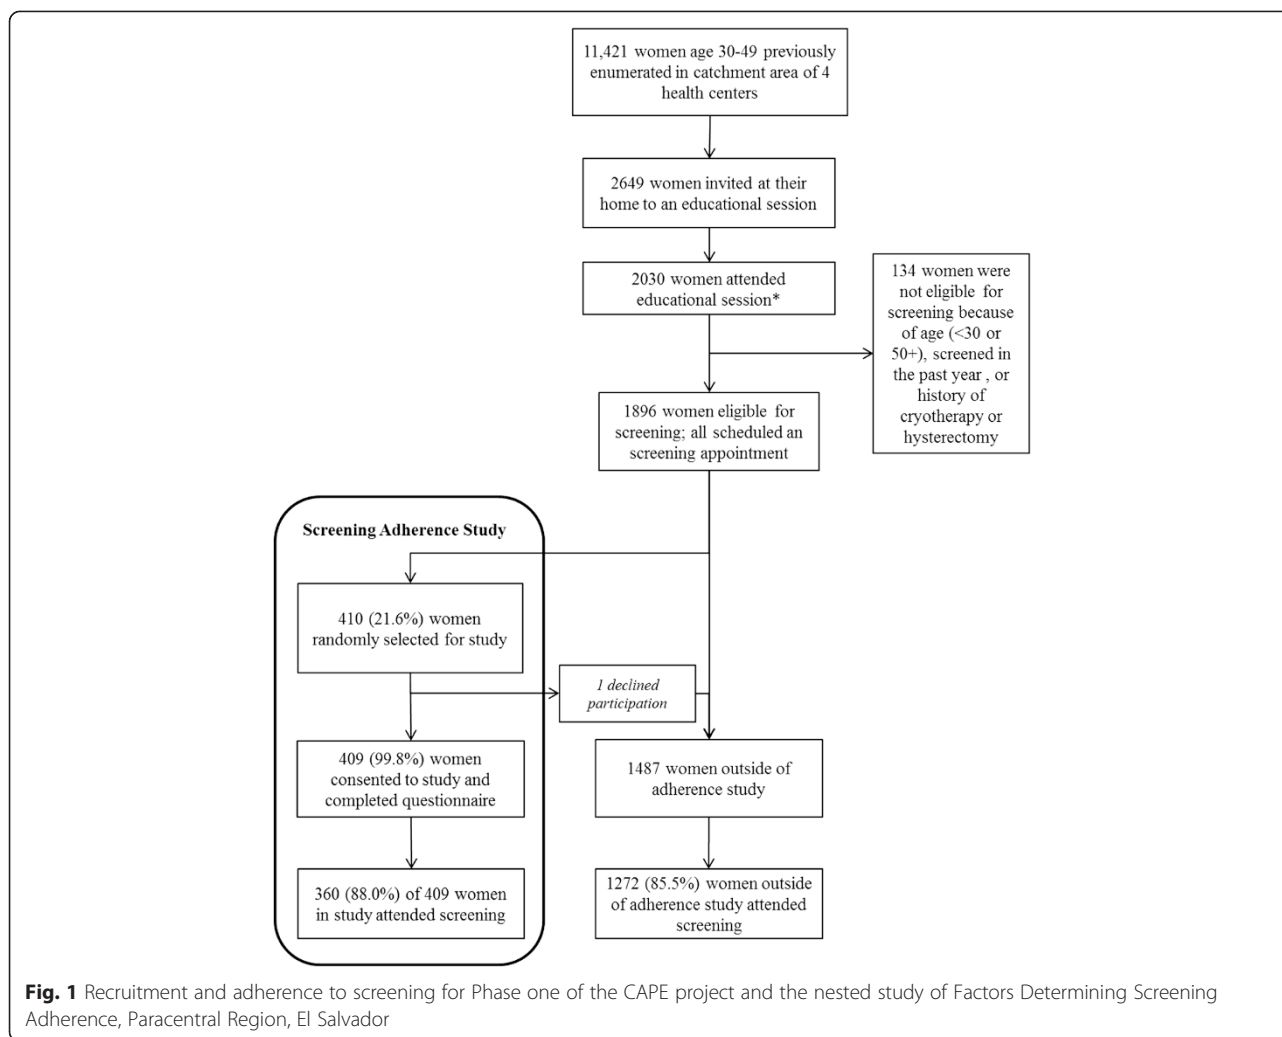 11,421 women age 30-49 previously
enumerated in catchment area of 4
health centers
2649 women invited at their
home to an educational session
2030 women attended
educational session*
134 women were
not eligible for
screening because
of age (<30 or
50+), screened in
the past year , or
history of
cryotherapy or
hysterectomy
1896 women eligible for
screening; all scheduled an
screening appointment
Screening Adherence Study
410 (21.6%) women
randomly selected for study
1 declined
participation
409 (99.8%) women
consented to study and
completed questionnaire
1487 women outside of
adherence study
360 (88.0%) of 409 women
in study attended screening
1272 (85.5%) women outside
of adherence study attended
screening
Fig. 1 Recruitment and adherence to screening for Phase one of the CAPE project and the nested study of Factors Determining Screening
Adherence, Paracentral Region, El Salvador